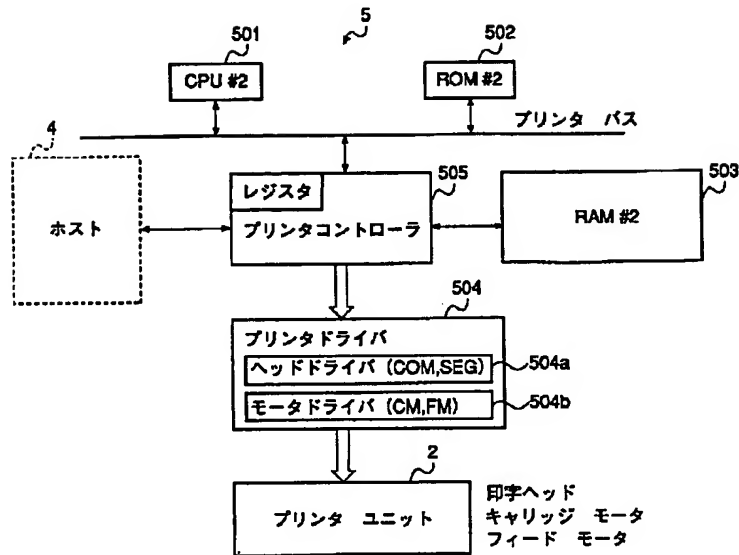 5
501
CPU #2
502
ROM #2
プリンタ バス
4
ホスト
レジスタ
プリンタコントローラ
505
503
RAM #2
504
プリンタドライバ
ヘッドドライバ (COM,SEG)
504a
モータドライバ (CM,FM)
504b
2
プリンタ ユニット
印字ヘッド
キャリッジ モータ
フィード モータ